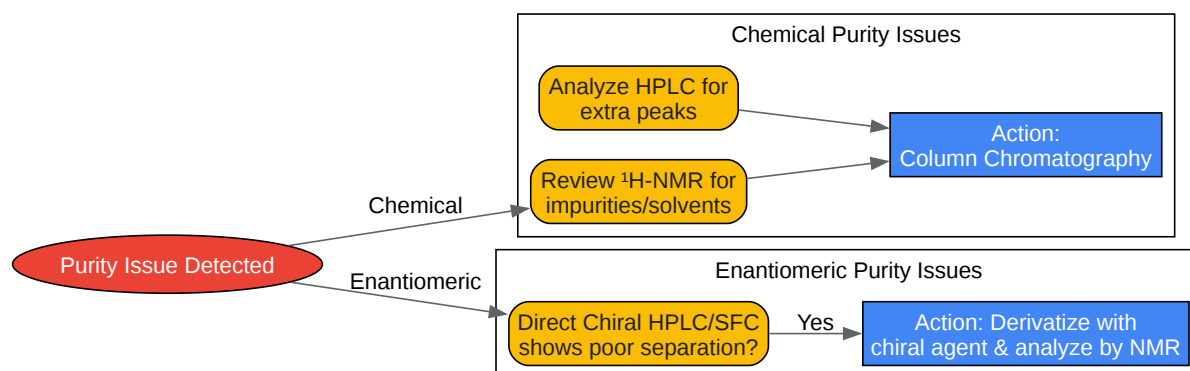 Chemical Purity Issues
Analyze HPLC for
extra peaks
Action:
Column Chromatography
Review ¹H-NMR for
impurities/solvents
Chemical
Purity Issue Detected
Enantiomeric
Enantiomeric Purity Issues
Direct Chiral HPLC/SFC
shows poor separation?
Yes
Action: Derivatize with
chiral agent & analyze by NMR